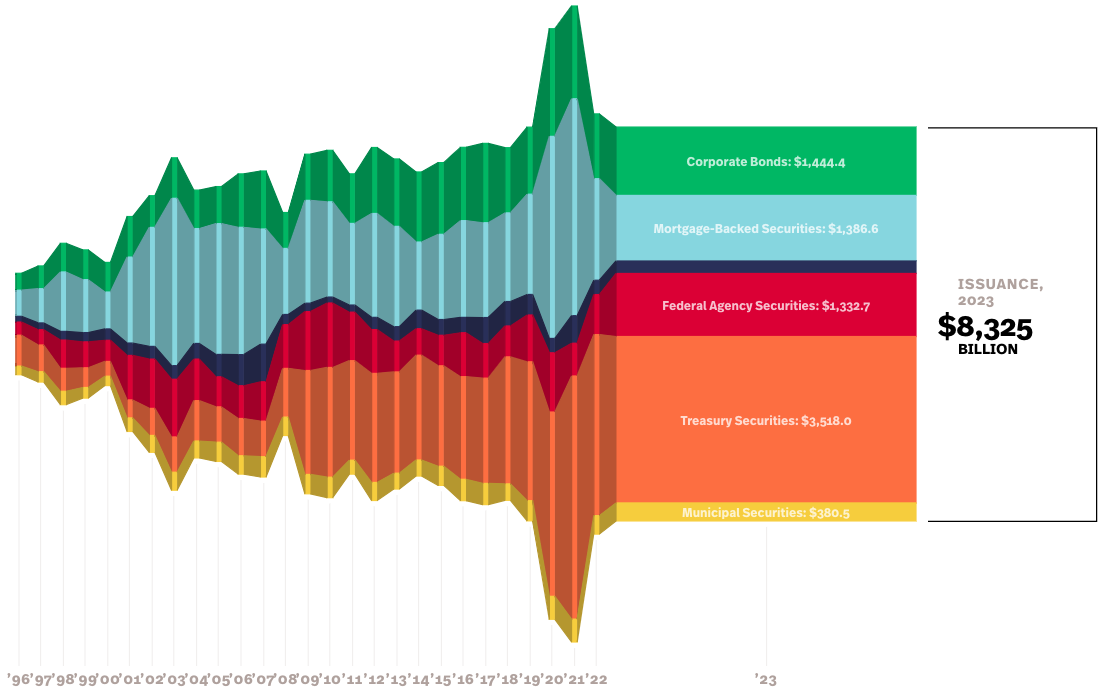 Corporate Bonds: $1,444.4
Mortgage-Backed Securities: $1,386.6
Federal Agency Securities: $1,332.7
Treasury Securities: $3,518.0
Municipal Securities: $380.5
ISSUANCE,
2023
$8,325
BILLION
’96 ’97 ’98 ’99 ’00 ’01 ’02 ’03 ’04 ’05 ’06 ’07 ’08 ’09 ’10 ’11 ’12 ’13 ’14 ’15 ’16 ’17 ’18 ’19 ’20 ’21 ’22 ’23